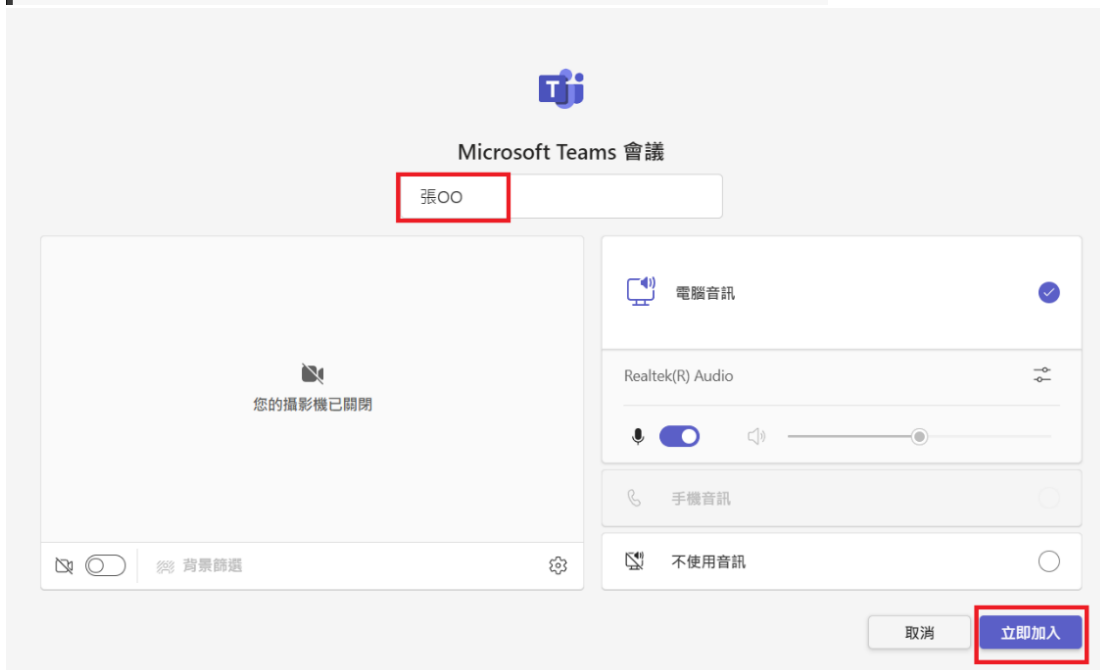 Microsoft Teams 會議
張OO
電腦音訊
Realtek(R) Audio
您的攝影機已關閉
手機音訊
背景篩選
不使用音訊
取消
立即加入